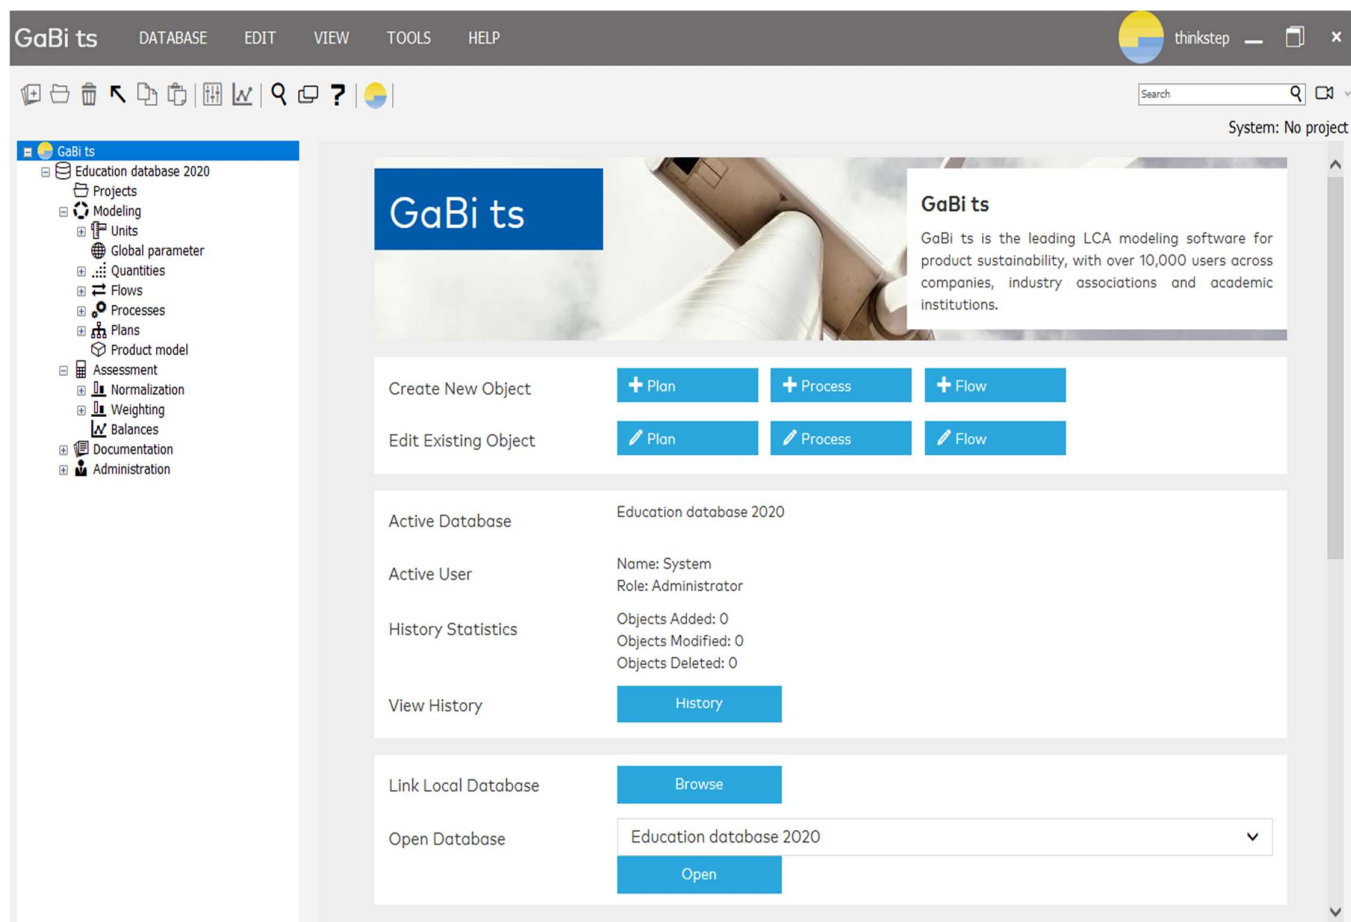 GaBi ts DATABASE EDIT VIEW TOOLS HELP thinkstep
Search
System: No project
GaBi ts
Education database 2020
Projects
Modeling
Units
Global parameter
Quantities
Flows
Processes
Plans
Product model
Assessment
Normalization
Weighting
Balances
Documentation
Administration
GaBi ts
GaBi ts
GaBi ts is the leading LCA modeling software for
product sustainability, with over 10,000 users across
companies, industry associations and academic
institutions.
Create New Object Plan Process Flow
Edit Existing Object Plan Process Flow
Active Database Education database 2020
Active User Name: System
Role: Administrator
History Statistics Objects Added: 0
Objects Modified: 0
Objects Deleted: 0
View History History
Link Local Database Browse
Open Database Education database 2020
Open